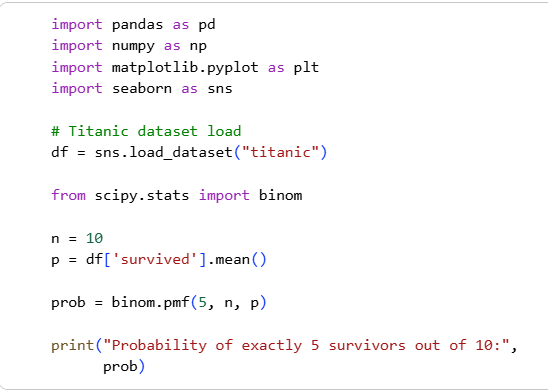 import pandas as pd
import numpy as np
import matplotlib.pyplot as plt
import seaborn as sns
# Titanic dataset load
df = sns.load_dataset("titanic")
from scipy.stats import binom
n = 10
p = df['survived'].mean()
prob = binom.pmf(5, n, p)
print("Probability of exactly 5 survivors out of 10:",
prob)